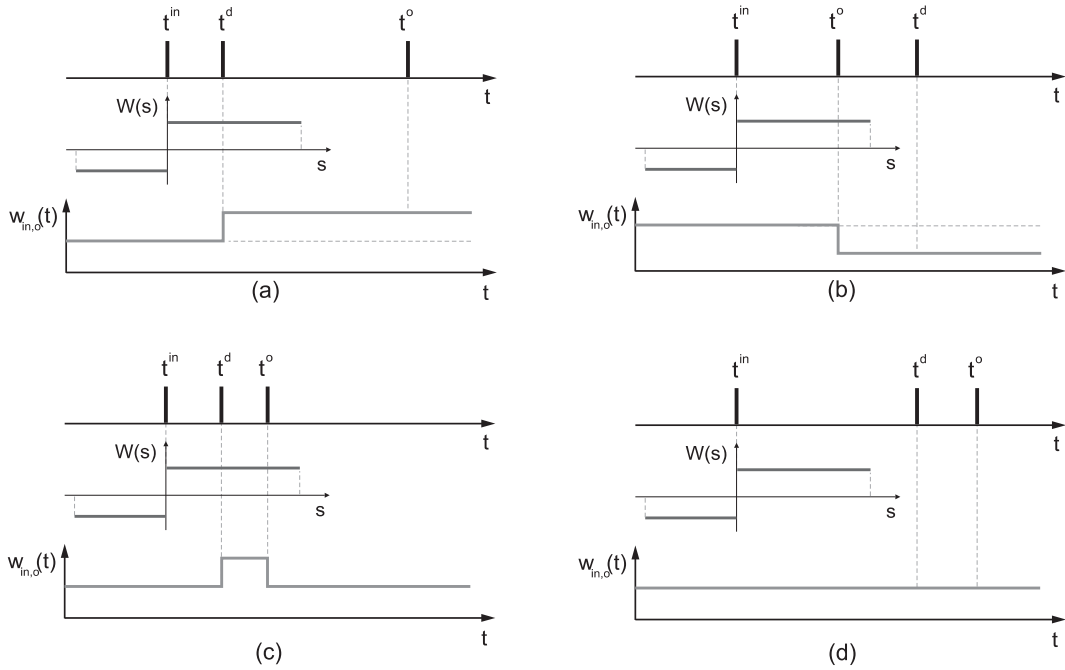 t^in t^d t^o
t
W(s)
s
w_in,o(t)
t
(a)
t^in t^o t^d
t
W(s)
s
w_in,o(t)
t
(b)
t^in t^d t^o
t
W(s)
s
w_in,o(t)
t
(c)
t^in t^d t^o
t
W(s)
s
w_in,o(t)
t
(d)